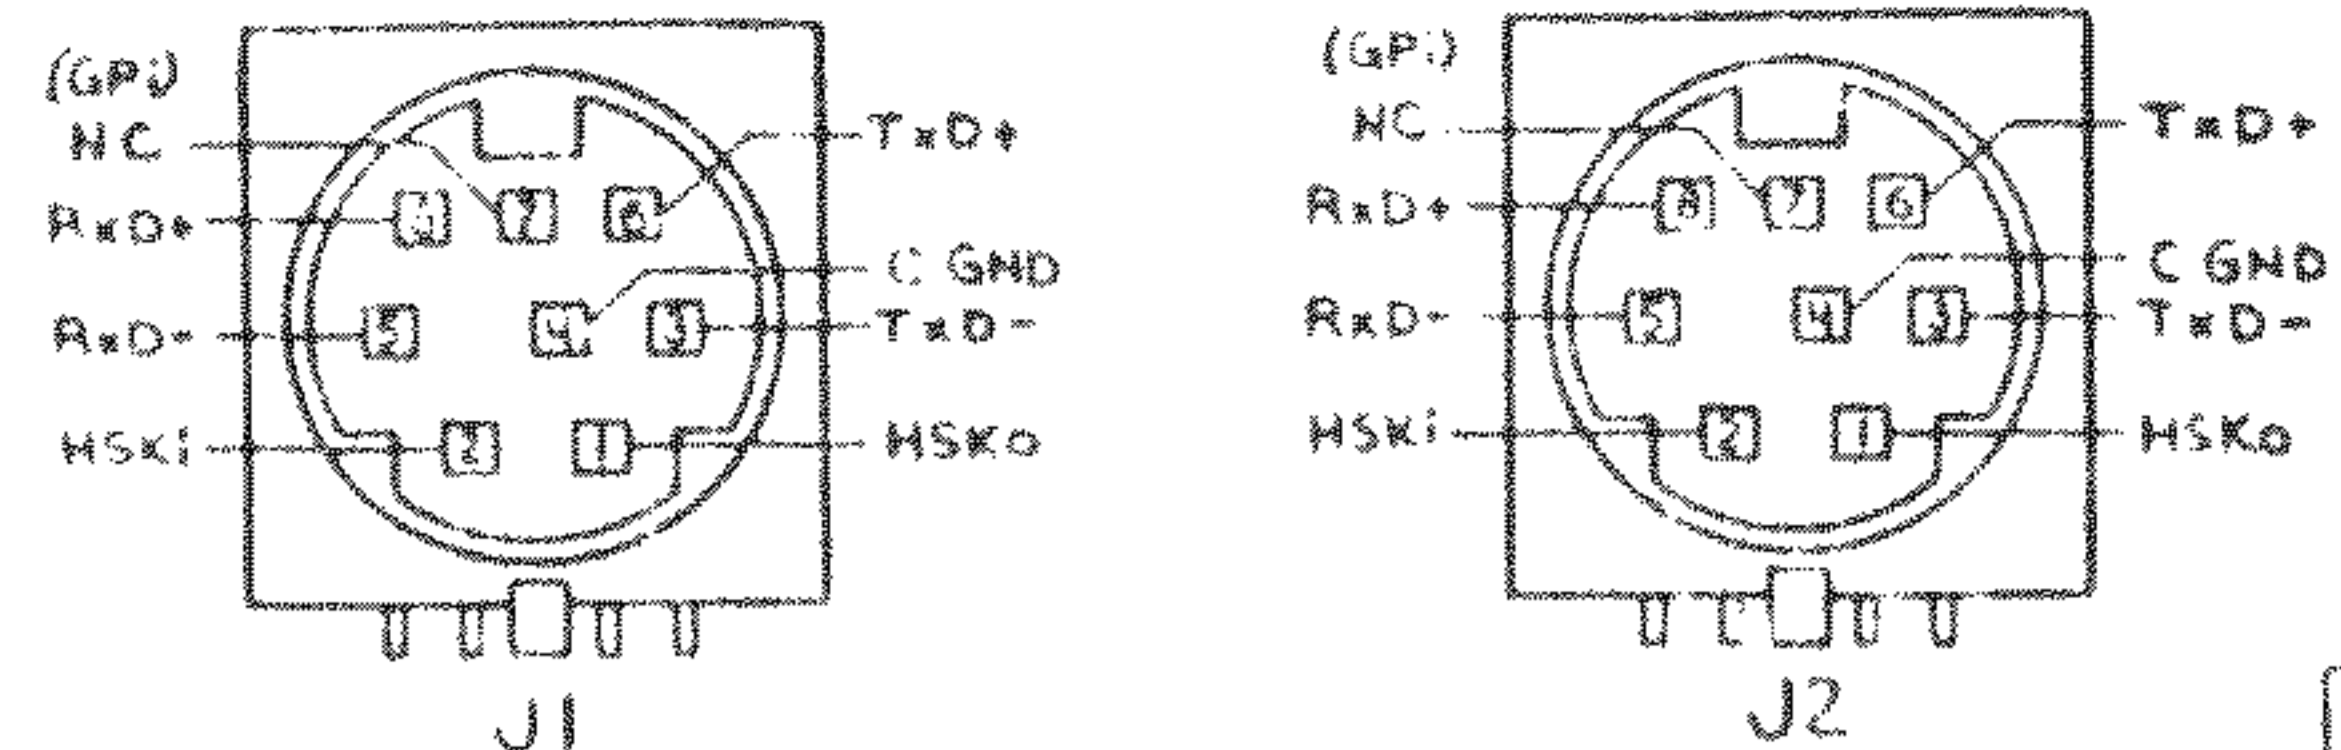 (GPi)
NC
TxD+
RxD+
7
6
C GND
RxD-
5
4
3
TxD-
HSKi
2
1
HSKo
J1
(GPi)
NC
TxD+
RxD+
8
7
6
C GND
RxD-
5
4
3
TxD-
HSKi
2
1
HSKo
J2